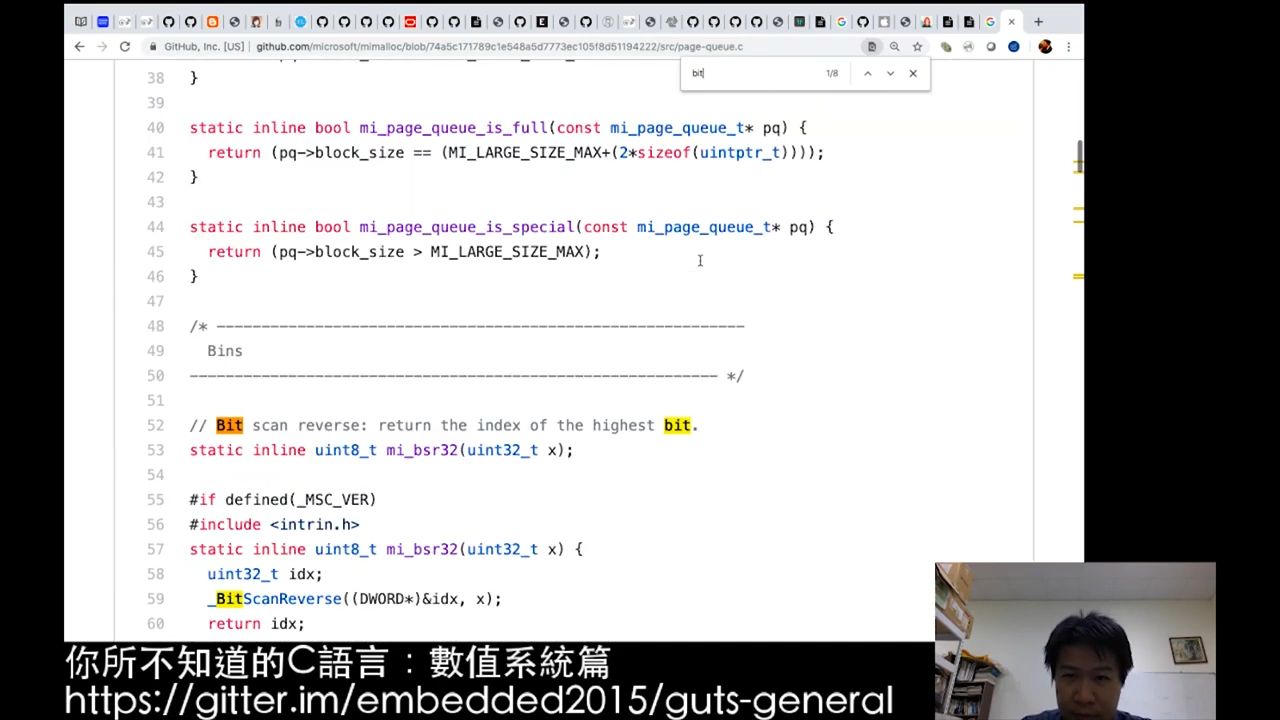 GitHub, Inc. [US]
github.com/microsoft/mimalloc/blob/74a5c171789c1e548a5d7773ec105f8d51194222/src/page-queue.c
bit
1/8
38 }
39
40 static inline bool mi_page_queue_is_full(const mi_page_queue_t* pq) {
41 return (pq->block_size == (MI_LARGE_SIZE_MAX+(2*sizeof(uintptr_t))));
42 }
43
44 static inline bool mi_page_queue_is_special(const mi_page_queue_t* pq) {
45 return (pq->block_size > MI_LARGE_SIZE_MAX);
46 }
47
48 /* -----------------------------------------------------------
49 Bins
50 ----------------------------------------------------------- */
51
52 // Bit scan reverse: return the index of the highest bit.
53 static inline uint8_t mi_bsr32(uint32_t x);
54
55 #if defined(_MSC_VER)
56 #include <intrin.h>
57 static inline uint8_t mi_bsr32(uint32_t x) {
58 uint32_t idx;
59 _BitScanReverse((DWORD*)&idx, x);
60 return idx;
你所不知道的C語言：數值系統篇
https://gitter.im/embedded2015/guts-general